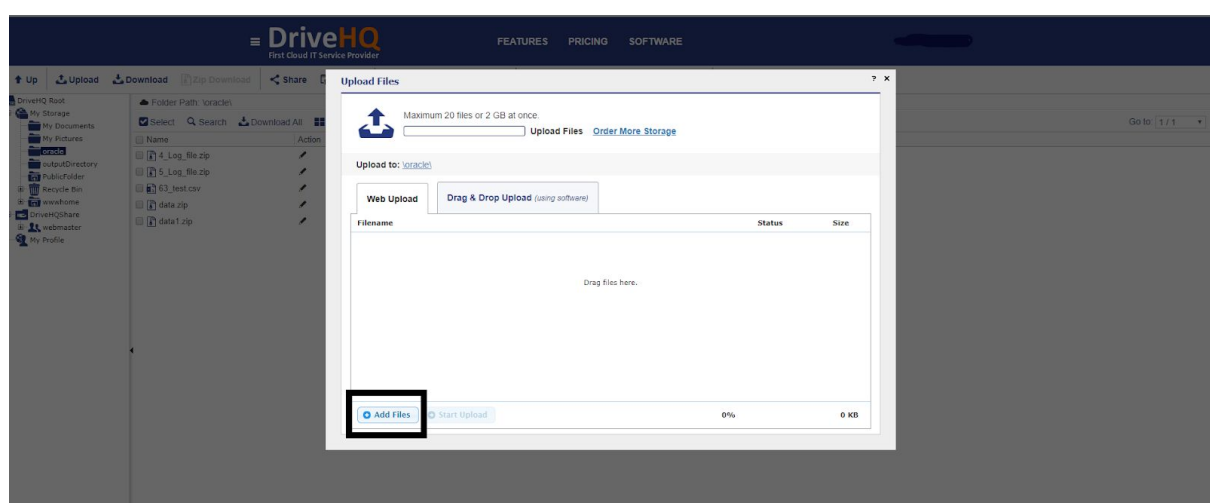 DriveHQ
First Cloud IT Service Provider
FEATURES PRICING SOFTWARE
Up Upload Download Zip Download Share
DriveHQ Root
My Storage
My Documents
My Pictures
oracle
outputDirectory
PublicFolder
Recycle Bin
wwwhome
DriveHQShare
webmaster
My Profile
Folder Path: \oracle\
Select Search Download All
Name Action
4_Log_file.zip
5_Log_file.zip
63_test.csv
data.zip
data1.zip
Go to: 1 / 1
Upload Files ? x
Maximum 20 files or 2 GB at once.
Upload Files Order More Storage
Upload to: \oracle\
Web Upload Drag & Drop Upload (using software)
Filename Status Size
Drag files here.
Add Files Start Upload 0% 0 KB